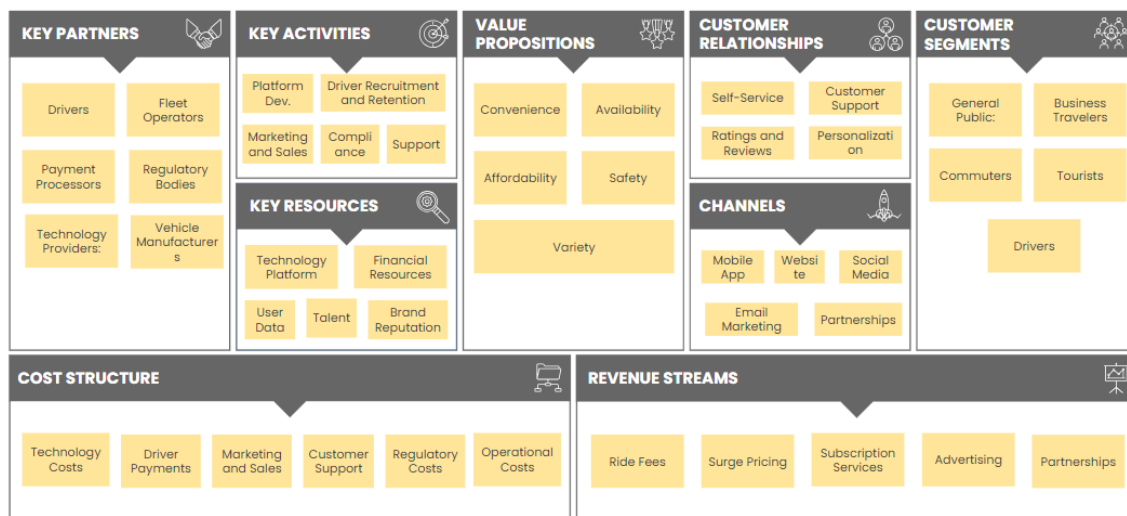 KEY PARTNERS
Drivers
Fleet
Operators
Payment
Processors
Regulatory
Bodies
Technology
Providers:
Vehicle
Manufacturer
s
KEY ACTIVITIES
Platform
Dev.
Driver Recruitment
and Retention
Marketing
and Sales
Compli
ance
Support
KEY RESOURCES
Technology
Platform
Financial
Resources
User
Data
Talent
Brand
Reputation
VALUE
PROPOSITIONS
Convenience
Availability
Affordability
Safety
Variety
CUSTOMER
RELATIONSHIPS
Self-Service
Customer
Support
Ratings and
Reviews
Personalizati
on
CHANNELS
Mobile
App
Websi
te
Social
Media
Email
Marketing
Partnerships
CUSTOMER
SEGMENTS
General
Public:
Business
Travelers
Commuters
Tourists
Drivers
COST STRUCTURE
Technology
Costs
Driver
Payments
Marketing
and Sales
Customer
Support
Regulatory
Costs
Operational
Costs
REVENUE STREAMS
Ride Fees
Surge Pricing
Subscription
Services
Advertising
Partnerships